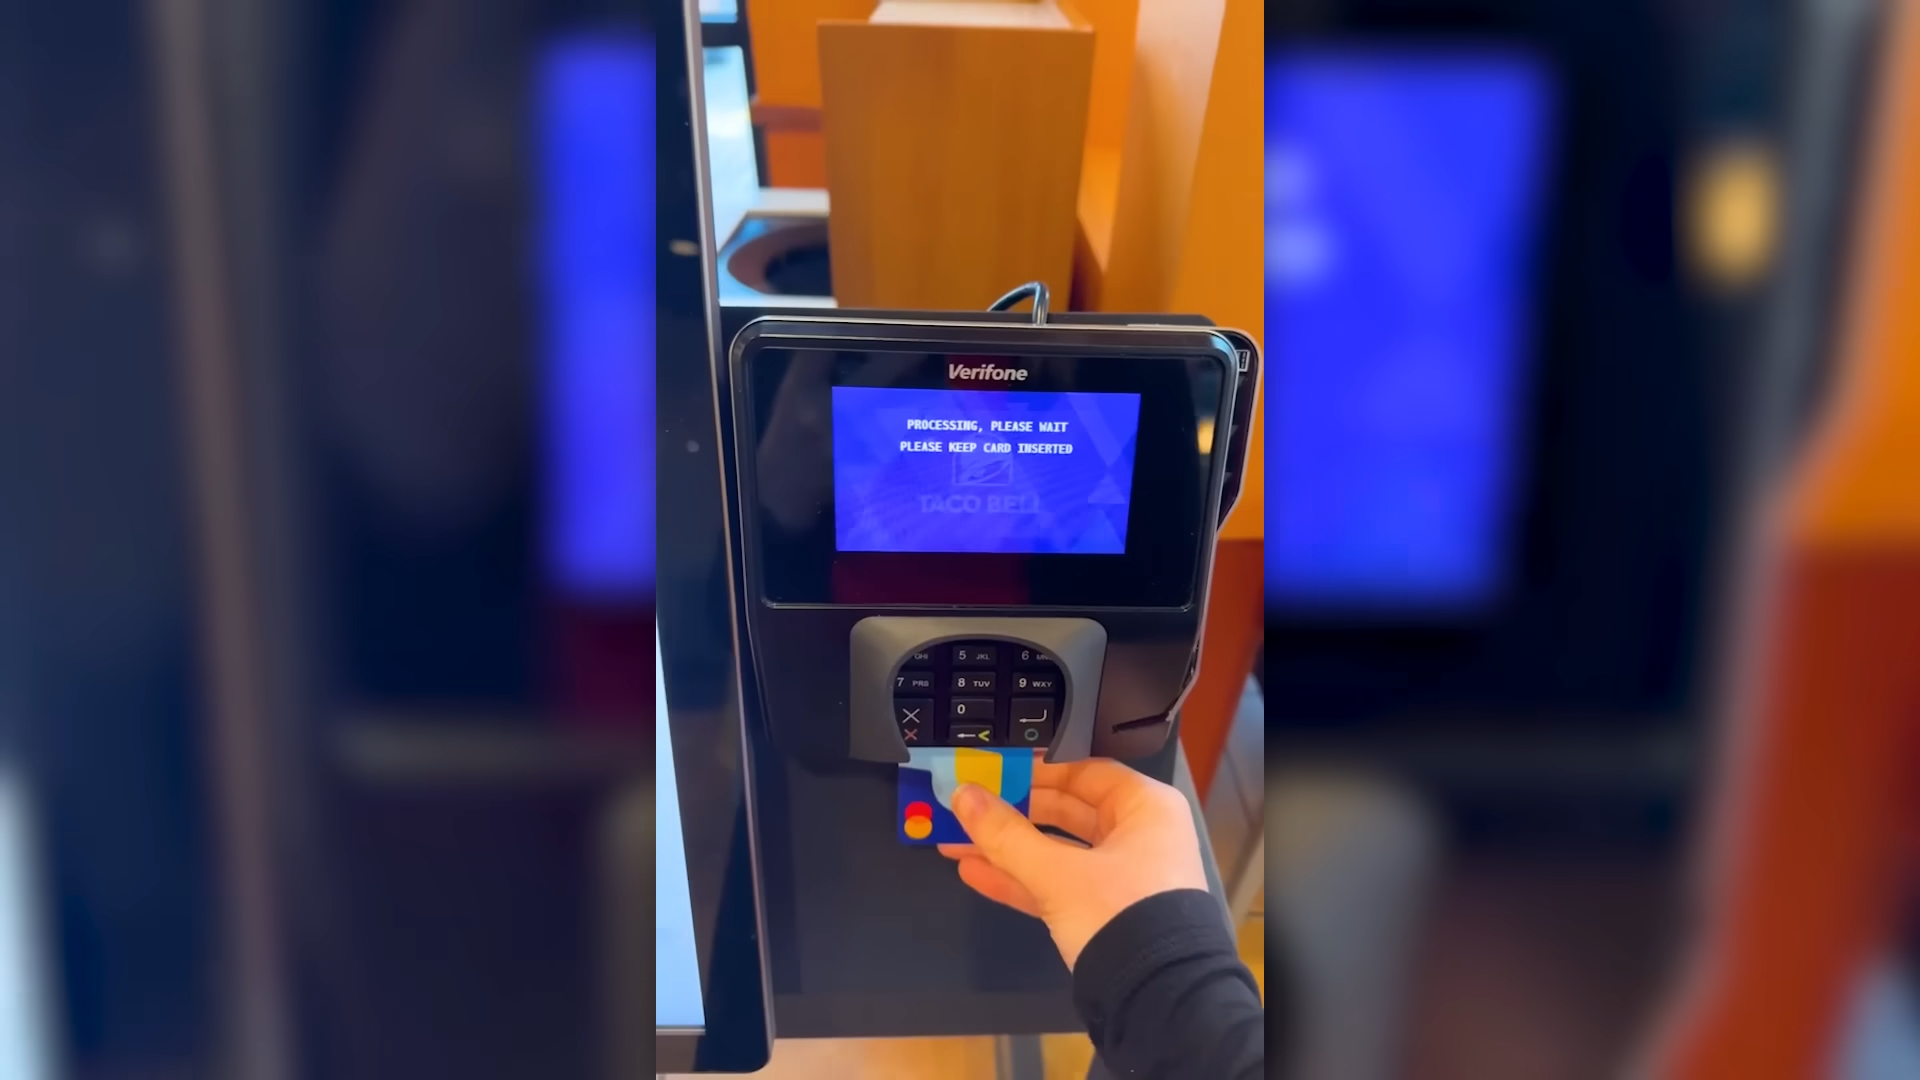 Verifone
PROCESSING, PLEASE WAIT
PLEASE KEEP CARD INSERTED
TACO BELL
5 JKL 6
7 PRS 8 TUV 9 WXY
0